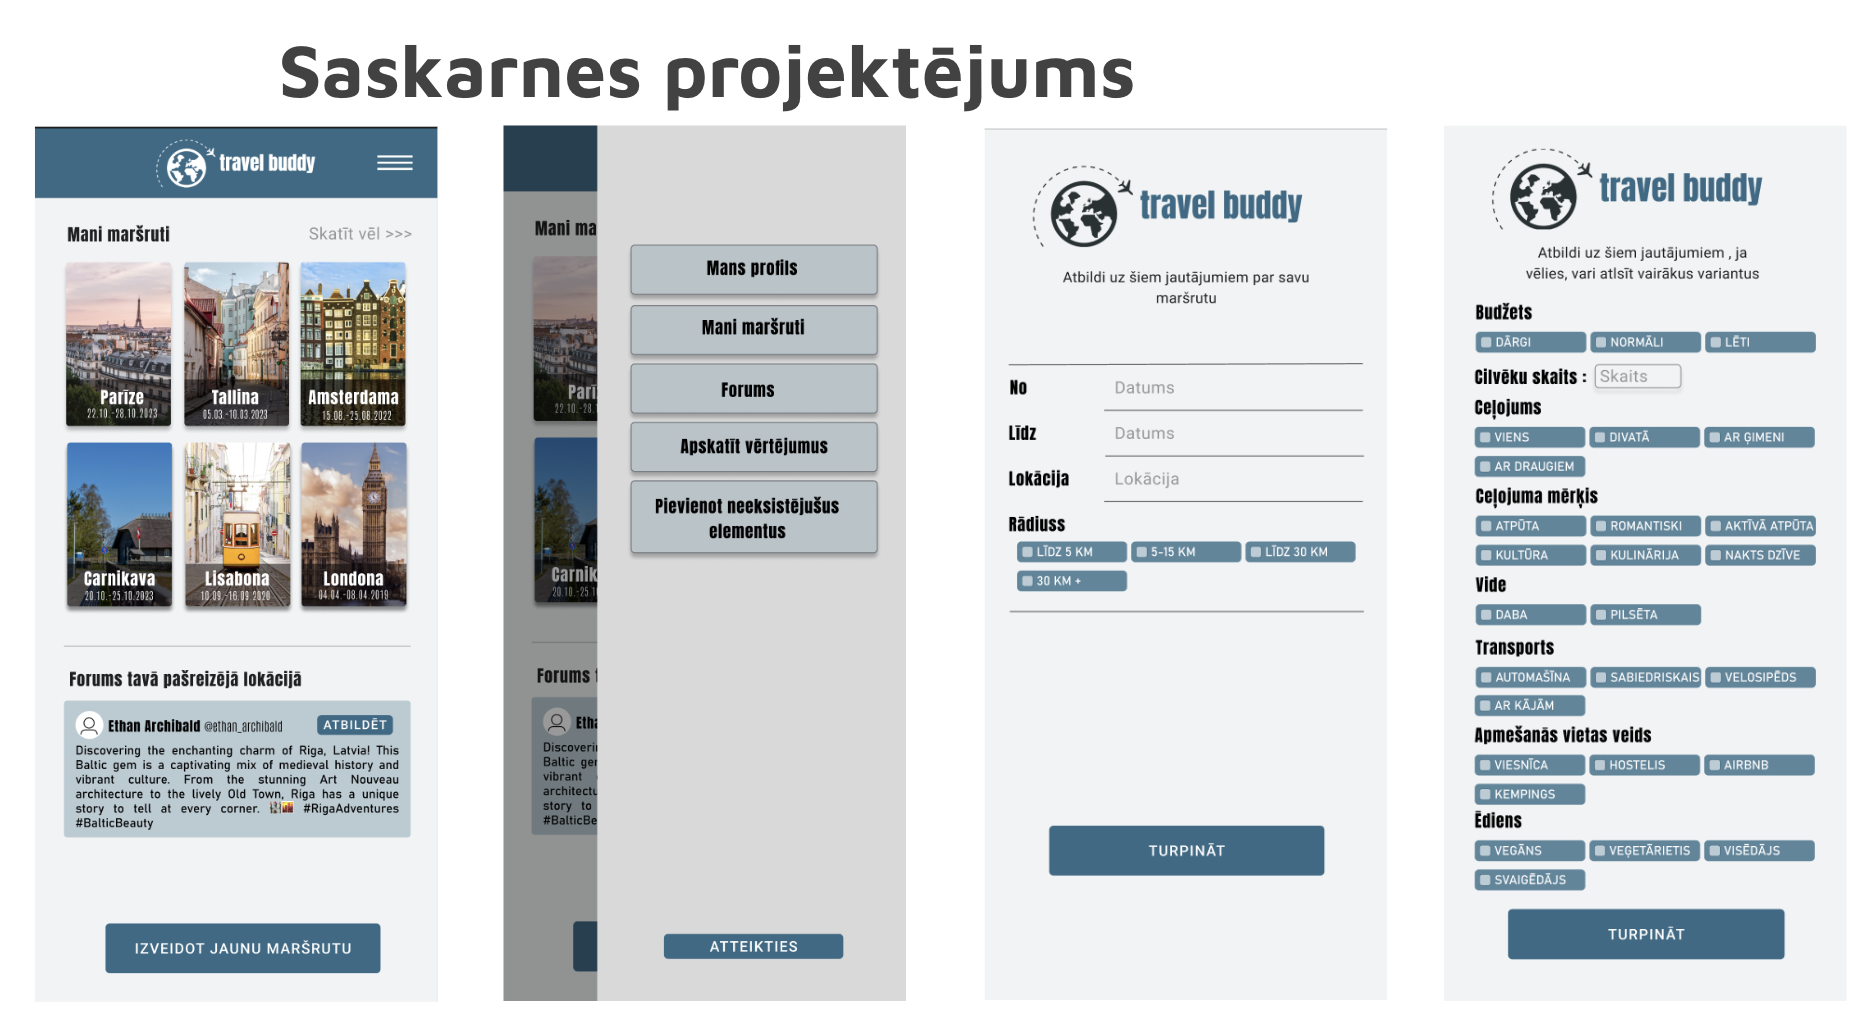 Saskarnes projektējums
travel buddy
Mani maršruti
Skatīt vēl >>>
Parīze
22.10.-28.10.2023
Tallina
05.03.-10.03.2023
Amsterdama
15.08.-25.08.2022
Carnikava
20.10.-25.10.2023
Lisabona
10.09.-16.09 2020
Londona
04.04.-08.04.2019
Forums tavā pašreizējā lokācijā
Ethan Archibald @ethan_archibald
ATBILDĒT
Discovering the enchanting charm of Riga, Latvia! This
Baltic gem is a captivating mix of medieval history and
vibrant culture. From the stunning Art Nouveau
architecture to the lively Old Town, Riga has a unique
story to tell at every corner. #RigaAdventures
#BalticBeauty
IZVEIDOT JAUNU MARŠRUTU
Mani ma
Parīz
22.10.-28.
Carnik
20.10.-25.1
Forums t
Etha
Discoveri
Baltic ger
vibrant
architectu
story to
#BalticBe
Mans profils
Mani maršruti
Forums
Apskatīt vērtējumus
Pievienot neeksistējušus
elementus
ATTEIKTIES
travel buddy
Atbildi uz šiem jautājumiem par savu
maršrutu
No
Datums
Līdz
Datums
Lokācija
Lokācija
Rādiuss
LĪDZ 5 KM
5-15 KM
LĪDZ 30 KM
30 KM +
TURPINĀT
travel buddy
Atbildi uz šiem jautājumiem , ja
vēlies, vari atlsīt vairākus variantus
Budžets
DĀRGI
NORMĀLI
LĒTI
Cilvēku skaits :
Skaits
Ceļojums
VIENS
DIVATĀ
AR ĢIMENI
AR DRAUGIEM
Ceļojuma mērķis
ATPŪTA
ROMANTISKI
AKTĪVĀ ATPŪTA
KULTŪRA
KULINĀRIJA
NAKTS DZĪVE
Vide
DABA
PILSĒTA
Transports
AUTOMAŠĪNA
SABIEDRISKAIS
VELOSIPĒDS
AR KĀJĀM
Apmešanās vietas veids
VIESNĪCA
HOSTELIS
AIRBNB
KEMPINGS
Ēdiens
VEGĀNS
VEĢETĀRIETIS
VISĒDĀJS
SVAIGĒDĀJS
TURPINĀT